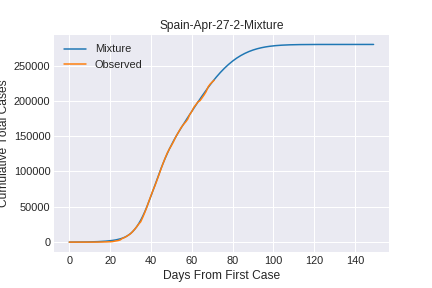 Spain-Apr-27-2-Mixture
Mixture
Observed
250000
200000
150000
100000
50000
0
Cumulative Total Cases
0 20 40 60 80 100 120 140
Days From First Case